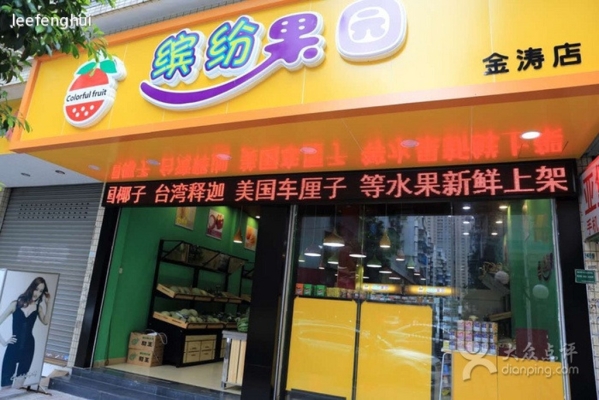 leefenghui
缤纷果园
Colorful fruit
金涛店
国椰子 台湾释迦 美国车厘子 等水果新鲜上架
大众点评
dianping.com